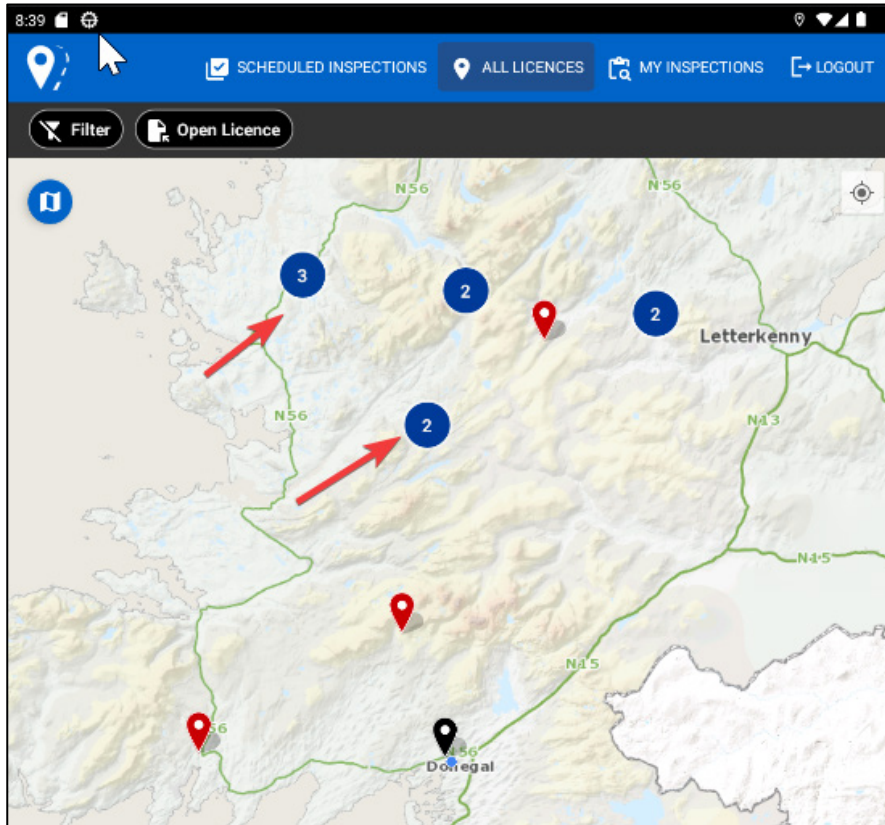 8:39
SCHEDULED INSPECTIONS
ALL LICENCES
MY INSPECTIONS
LOGOUT
Filter
Open Licence
N56
N56
3
2
2
Letterkenny
N56
2
N13
N15
N15
56
N56
Donegal